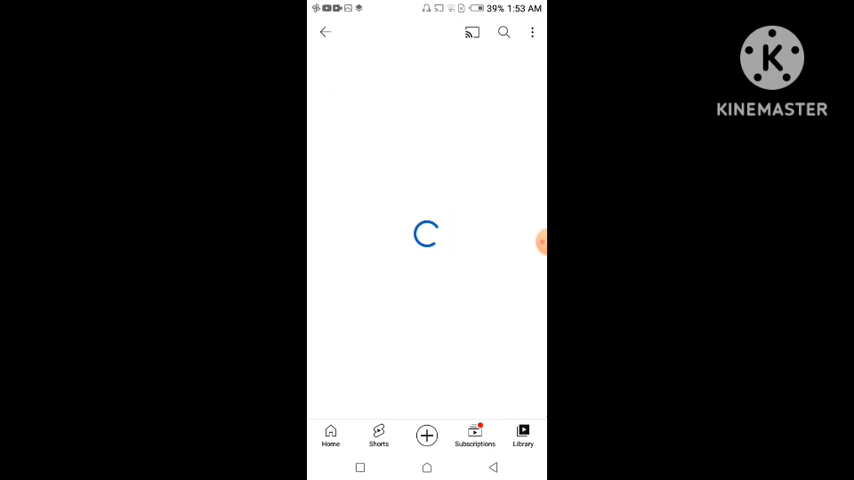 39% 1:53 AM
K
KINEMASTER
Home
Shorts
Subscriptions
Library